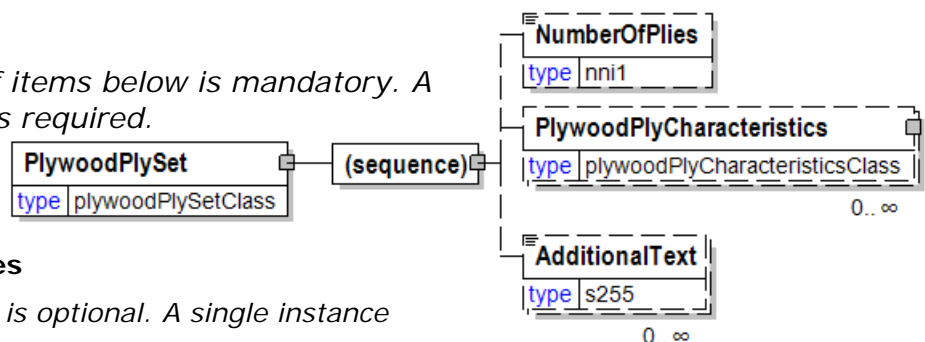 NumberOfPlies
type nni1
f items below is mandatory. A
s required.
PlywoodPlyCharacteristics
type plywoodPlyCharacteristicsClass
0.. ∞
PlywoodPlySet
type plywoodPlySetClass
(sequence)
AdditionalText
type s255
0.. ∞
es
is optional. A single instance